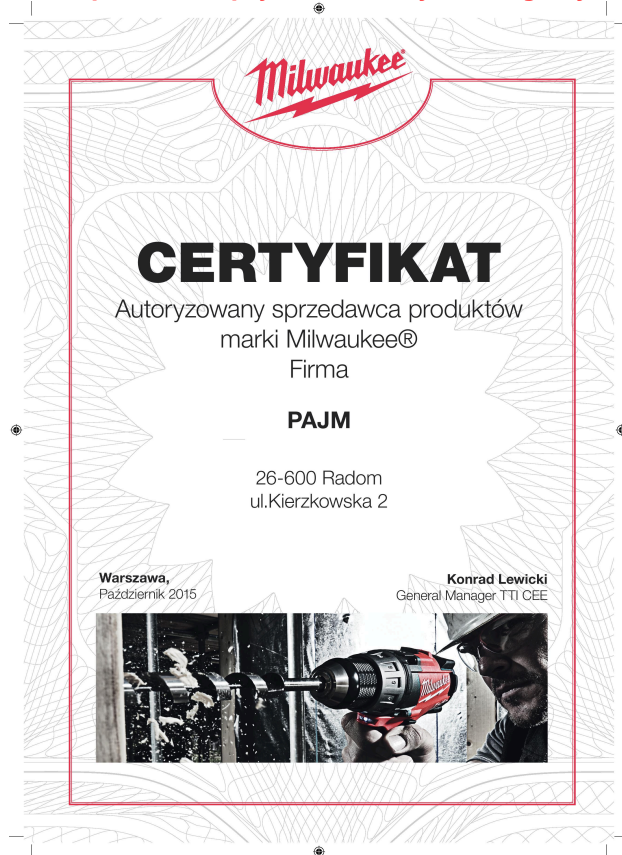 Milwaukee®
CERTYFIKAT
Autoryzowany sprzedawca produktów
marki Milwaukee®
Firma
PAJM
26-600 Radom
ul.Kierzkowska 2
Warszawa,
Październik 2015
Konrad Lewicki
General Manager TTI CEE
Milwaukee